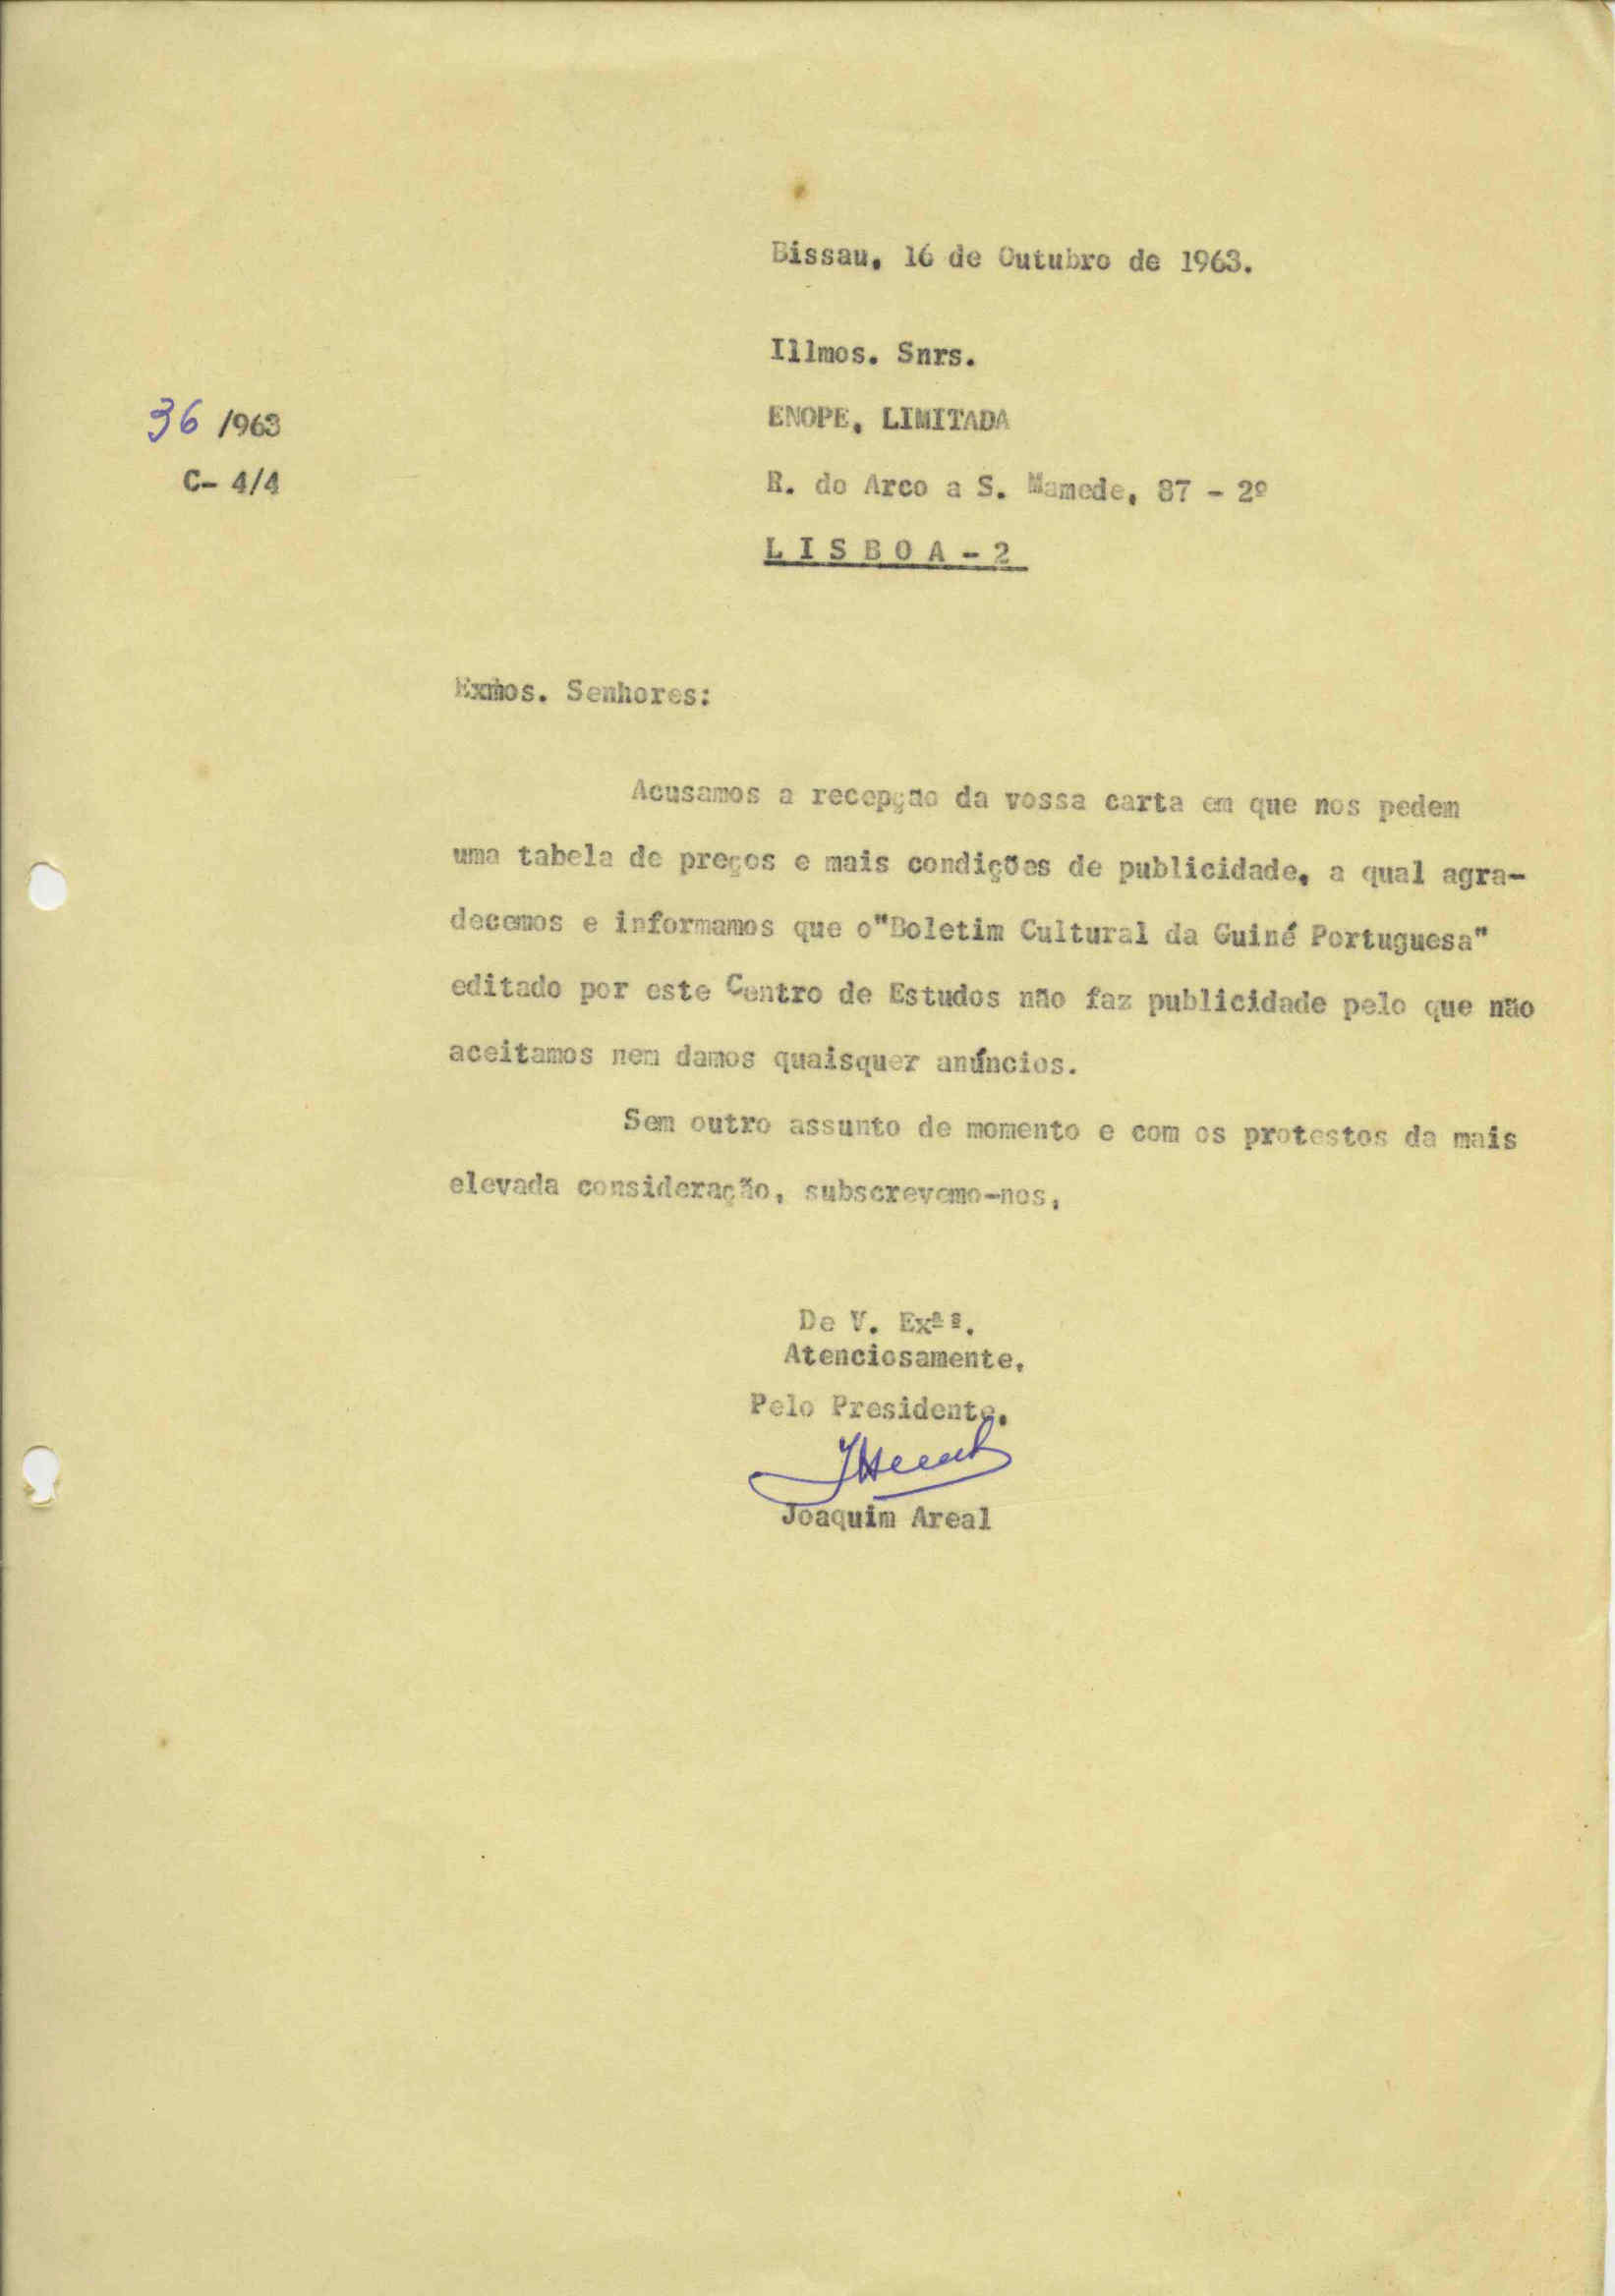 Bissau, 16 de Outubro de 1963.
Illmos. Snrs.
36 /963
ENOPE, LIMITADA
C- 4/4
R. do Arco a S. Mamede, 87 - 2º
LISBOA-2
Exmos. Senhores:
Acusamos a recepção da vossa carta em que nos pedem
uma tabela de preços e mais condições de publicidade, a qual agra-
decemos e informamos que o"Boletim Cultural da Guiné Portuguesa"
editado por este Centro de Estudos não faz publicidade pelo que não
aceitamos nem damos quaisquer anúncios.
Sem outro assunto de momento e com os protestos da mais
elevada consideração, subscrevemo-nos,
De V. Exªs.
Atenciosamente,
Pelo Presidente,
Joaquim Areal